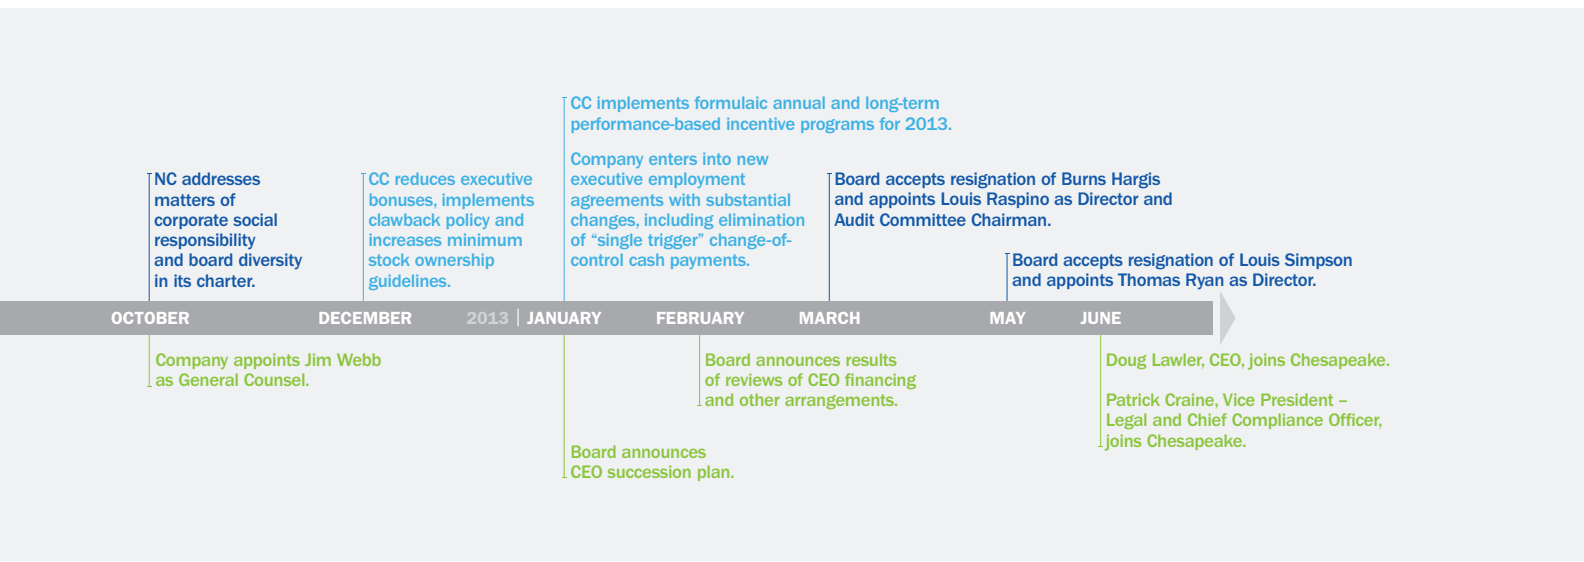 CC implements formulaic annual and long-term
performance-based incentive programs for 2013.
Company enters into new
executive employment
agreements with substantial
changes, including elimination
of “single trigger” change-of-
control cash payments.
NC addresses
matters of
corporate social
responsibility
and board diversity
in its charter.
CC reduces executive
bonuses, implements
clawback policy and
increases minimum
stock ownership
guidelines.
Board accepts resignation of Burns Hargis
and appoints Louis Raspino as Director and
Audit Committee Chairman.
Board accepts resignation of Louis Simpson
and appoints Thomas Ryan as Director.
OCTOBER DECEMBER 2013 | JANUARY FEBRUARY MARCH MAY JUNE
Company appoints Jim Webb
as General Counsel.
Board announces
CEO succession plan.
Board announces results
of reviews of CEO financing
and other arrangements.
Doug Lawler, CEO, joins Chesapeake.
Patrick Craine, Vice President –
Legal and Chief Compliance Officer,
joins Chesapeake.